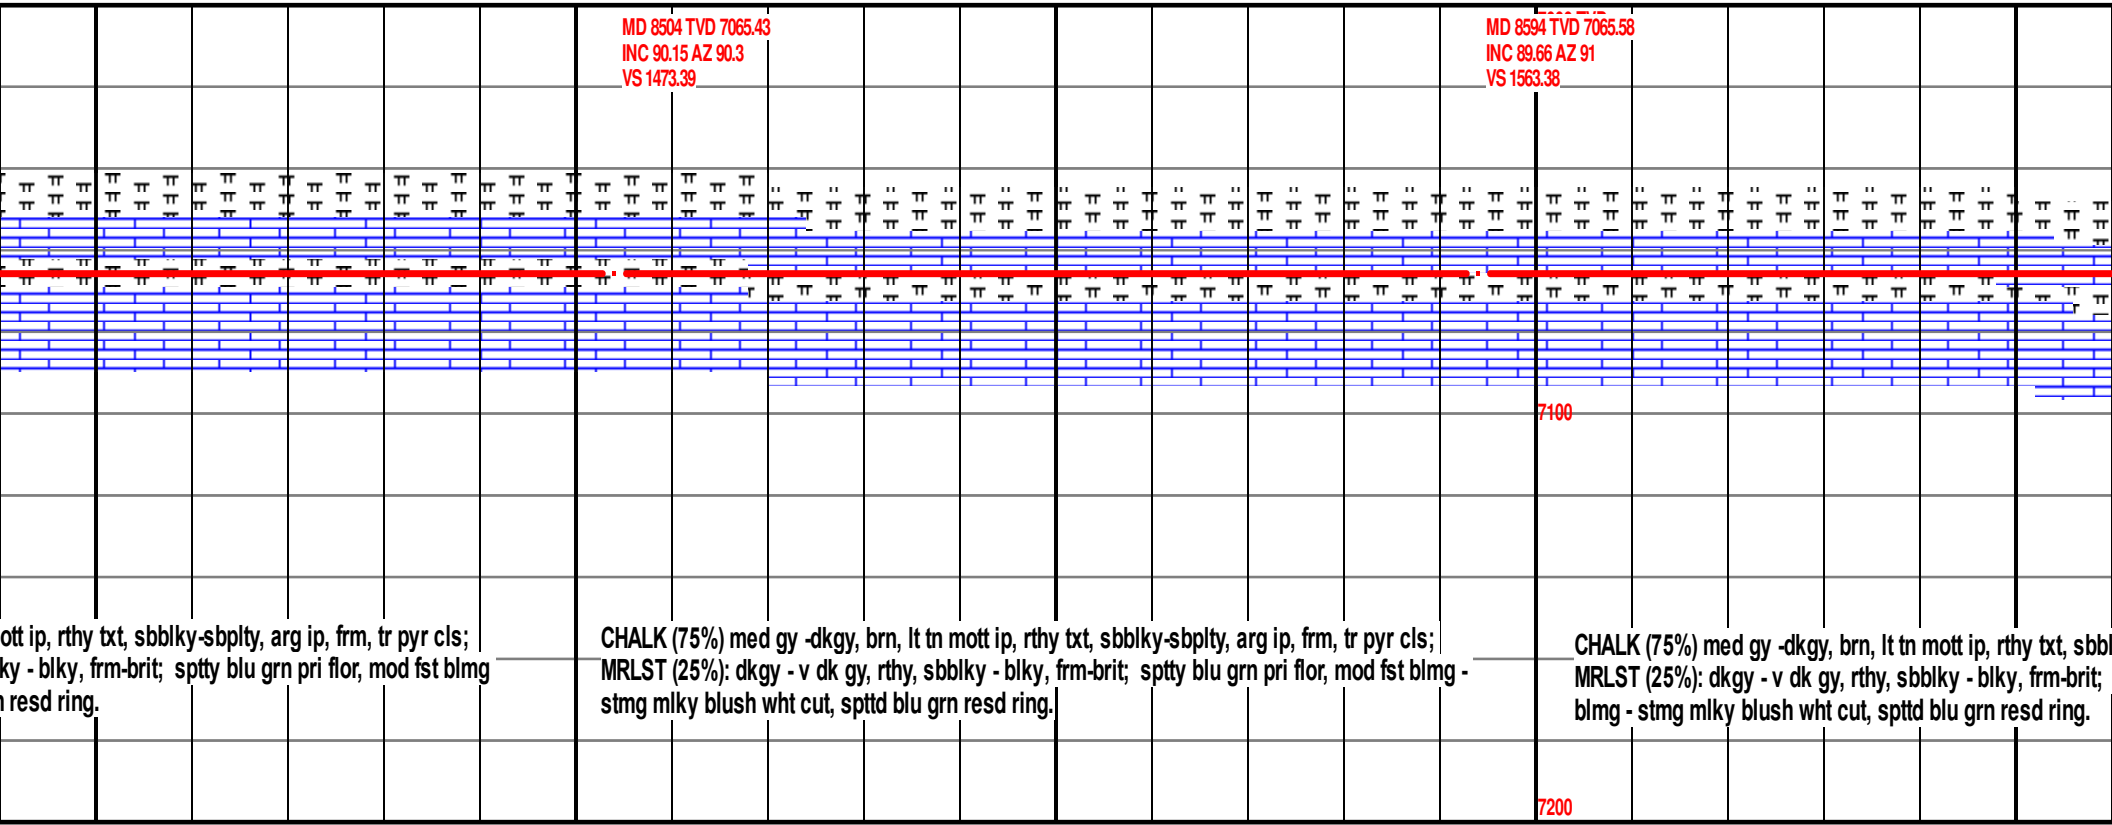 MD 8504 TVD 7065.43
INC 90.15 AZ 90.3
VS 1473.39
MD 8594 TVD 7065.58
INC 89.66 AZ 91
VS 1563.38
7100
ott ip, rthy txt, sbblky-sbplty, arg ip, frm, tr pyr cls;
ky - blky, frm-brit; sptty blu grn pri flor, mod fst blmg
resd ring.
CHALK (75%) med gy -dkgy, brn, lt tn mott ip, rthy txt, sbblky-sbplty, arg ip, frm, tr pyr cls;
MRLST (25%): dkgy - v dk gy, rthy, sbblky - blky, frm-brit; sptty blu grn pri flor, mod fst blmg -
stmg mlky blush wht cut, spttd blu grn resd ring.
CHALK (75%) med gy -dkgy, brn, lt tn mott ip, rthy txt, sbbl
MRLST (25%): dkgy - v dk gy, rthy, sbblky - blky, frm-brit;
blmg - stmg mlky blush wht cut, spttd blu grn resd ring.
7200